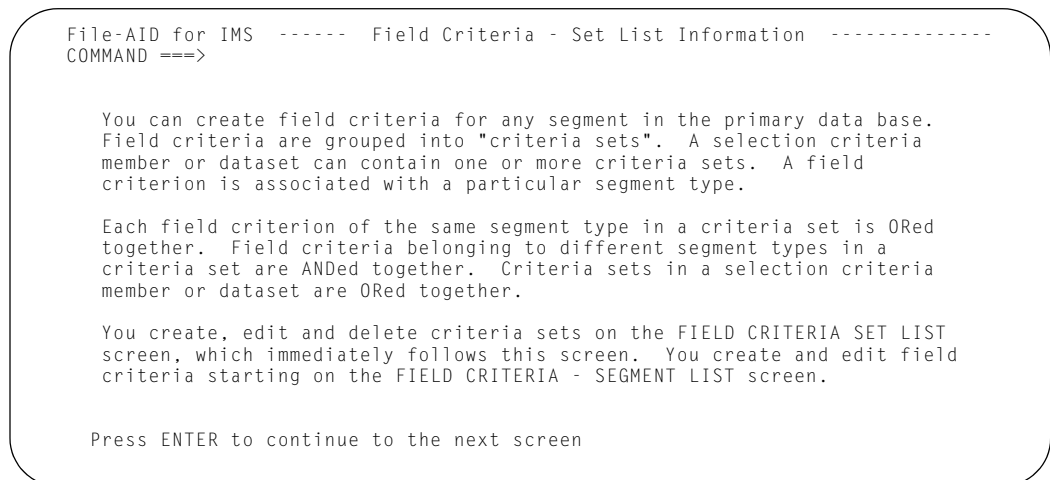 File-AID for IMS ------ Field Criteria - Set List Information --------------
COMMAND ===>
You can create field criteria for any segment in the primary data base.
Field criteria are grouped into "criteria sets". A selection criteria
member or dataset can contain one or more criteria sets. A field
criterion is associated with a particular segment type.
Each field criterion of the same segment type in a criteria set is ORed
together. Field criteria belonging to different segment types in a
criteria set are ANDed together. Criteria sets in a selection criteria
member or dataset are ORed together.
You create, edit and delete criteria sets on the FIELD CRITERIA SET LIST
screen, which immediately follows this screen. You create and edit field
criteria starting on the FIELD CRITERIA - SEGMENT LIST screen.
Press ENTER to continue to the next screen